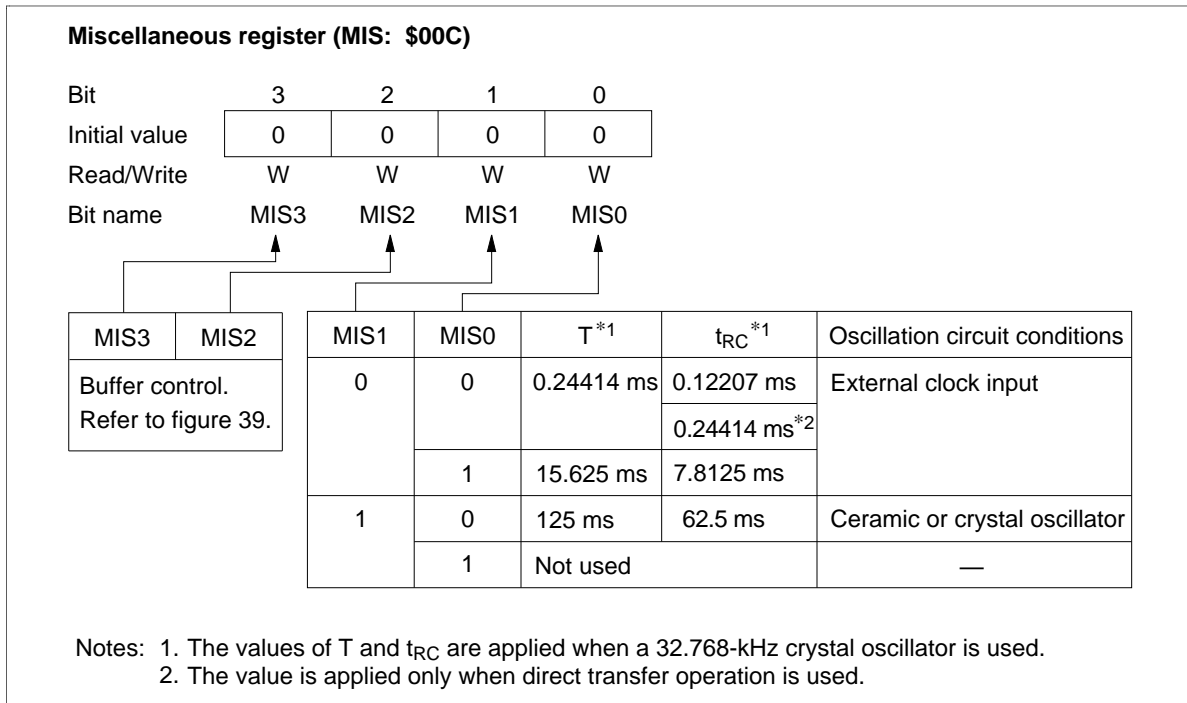 Miscellaneous register (MIS: $00C)
Bit 3 2 1 0
Initial value 0 0 0 0
Read/Write W W W W
Bit name MIS3 MIS2 MIS1 MIS0
MIS3 MIS2
Buffer control.
Refer to figure 39.
MIS1 MIS0 T*1 tRC*1 Oscillation circuit conditions
0 0 0.24414 ms 0.12207 ms External clock input
0.24414 ms*2
1 15.625 ms 7.8125 ms
1 0 125 ms 62.5 ms Ceramic or crystal oscillator
1 Not used —
Notes: 1. The values of T and tRC are applied when a 32.768-kHz crystal oscillator is used.
2. The value is applied only when direct transfer operation is used.